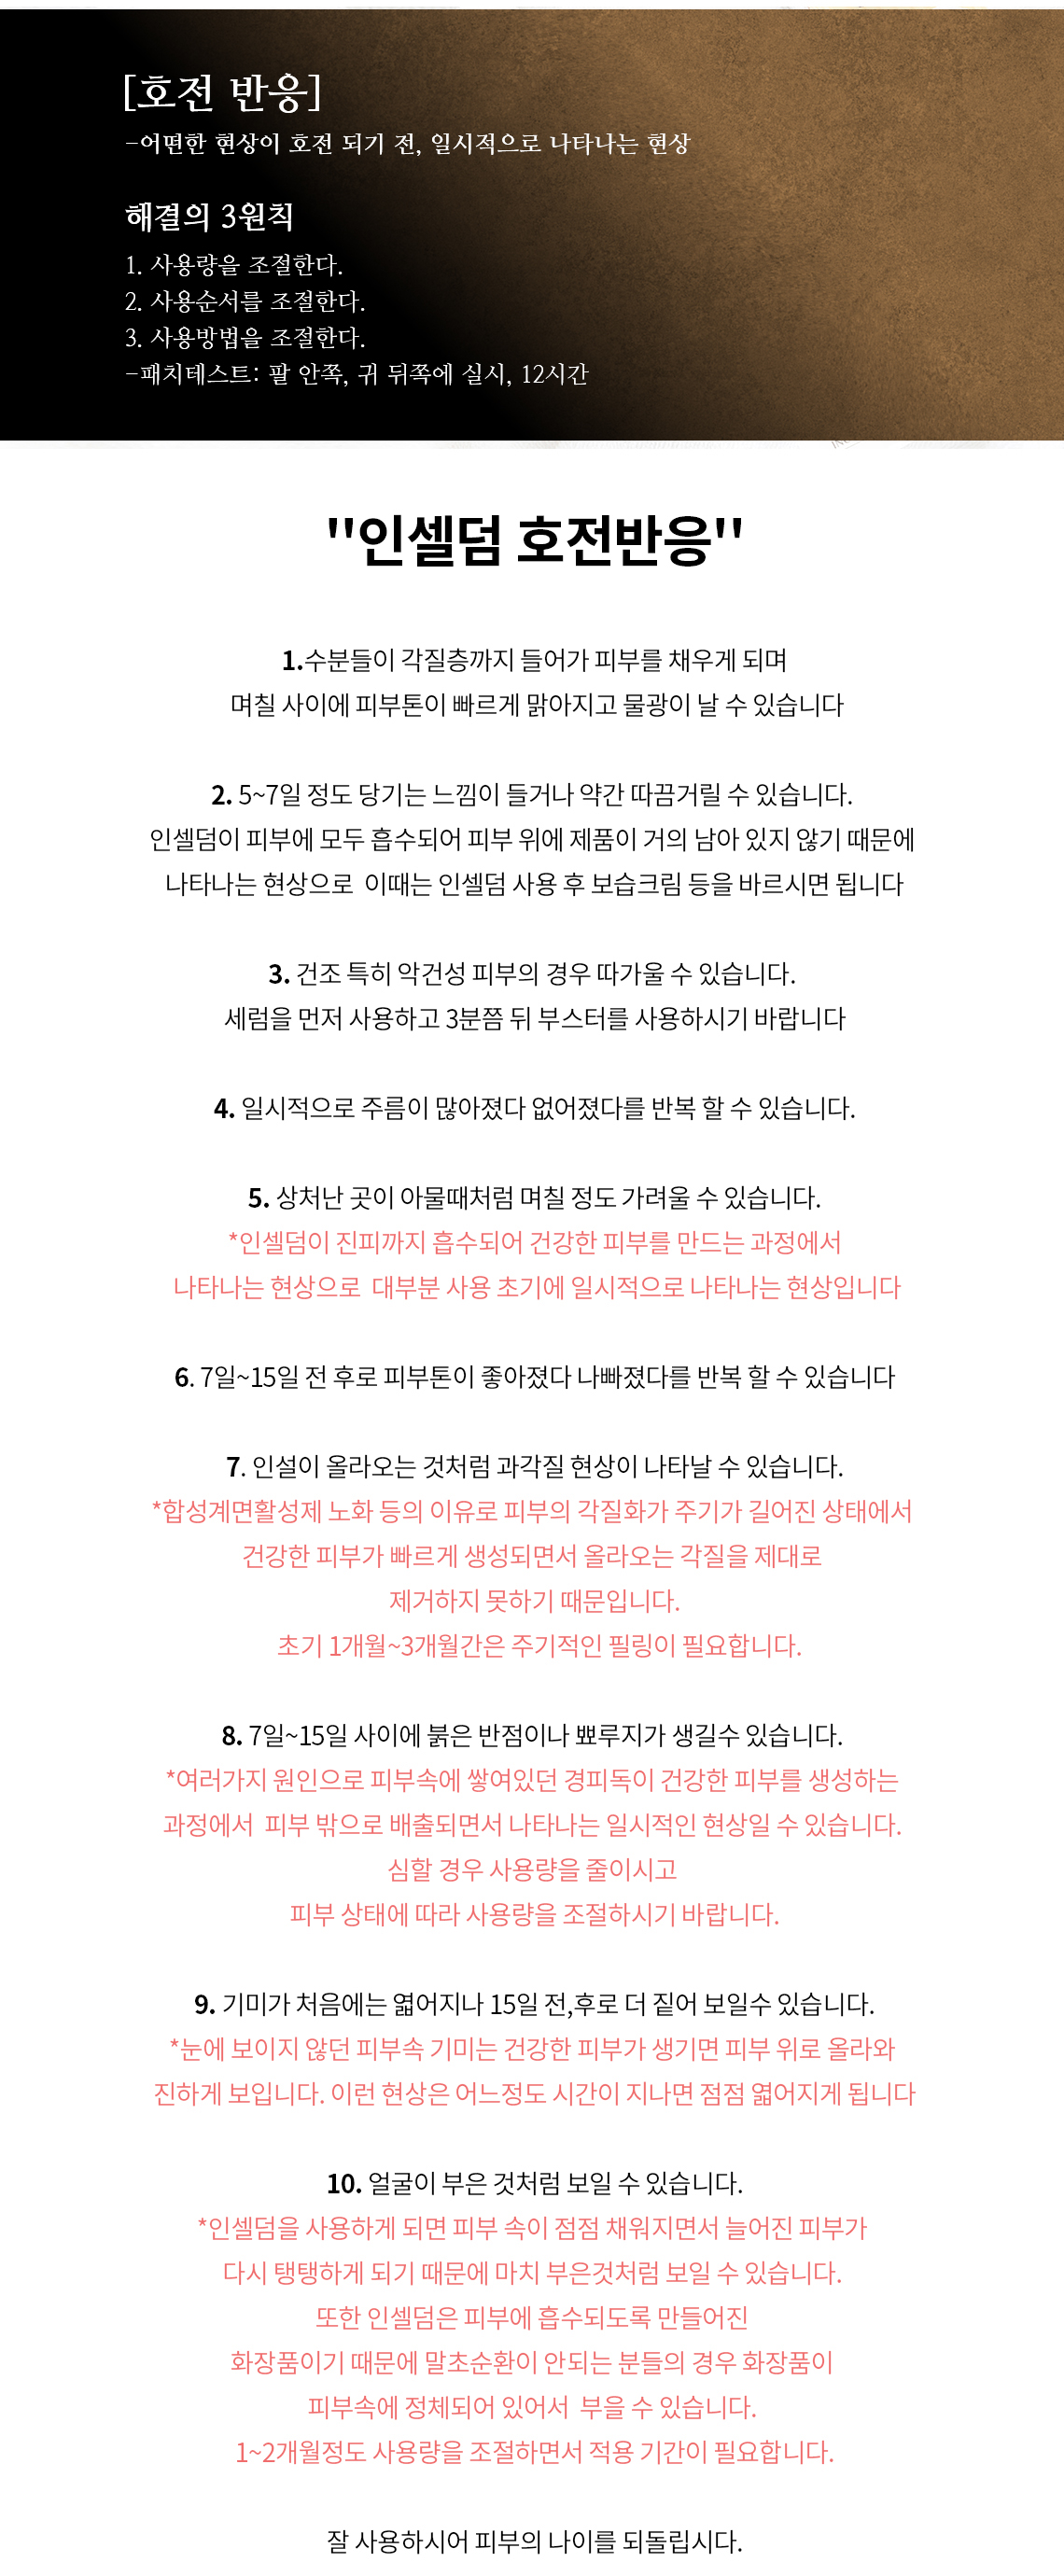 [호전 반응]
-어떠한 현상이 호전 되기 전, 일시적으로 나타나는 현상
해결의 3원칙
1. 사용량을 조절한다.
2. 사용순서를 조절한다.
3. 사용방법을 조절한다.
-패치테스트: 팔 안쪽, 귀 뒤쪽에 실시, 12시간
"인셀덤 호전반응"
1.수분들이 각질층까지 들어가 피부를 채우게 되며
며칠 사이에 피부톤이 빠르게 맑아지고 물광이 날 수 있습니다
2. 5~7일 정도 당기는 느낌이 들거나 약간 따끔거릴 수 있습니다.
인셀덤이 피부에 모두 흡수되어 피부 위에 제품이 거의 남아 있지 않기 때문에
나타나는 현상으로 이때는 인셀덤 사용 후 보습크림 등을 바르시면 됩니다
3. 건조 특히 악건성 피부의 경우 따가울 수 있습니다.
세럼을 먼저 사용하고 3분쯤 뒤 부스터를 사용하시기 바랍니다
4. 일시적으로 주름이 많아졌다 없어졌다를 반복 할 수 있습니다.
5. 상처난 곳이 아물때처럼 며칠 정도 가려울 수 있습니다.
*인셀덤이 진피까지 흡수되어 건강한 피부를 만드는 과정에서
나타나는 현상으로 대부분 사용 초기에 일시적으로 나타나는 현상입니다
6. 7일~15일 전 후로 피부톤이 좋아졌다 나빠졌다를 반복 할 수 있습니다
7. 인설이 올라오는 것처럼 과각질 현상이 나타날 수 있습니다.
*합성계면활성제 노화 등의 이유로 피부의 각질화가 주기가 길어진 상태에서
건강한 피부가 빠르게 생성되면서 올라오는 각질을 제대로
제거하지 못하기 때문입니다.
초기 1개월~3개월간은 주기적인 필링이 필요합니다.
8. 7일~15일 사이에 붉은 반점이나 뾰루지가 생길수 있습니다.
*여러가지 원인으로 피부속에 쌓여있던 경피독이 건강한 피부를 생성하는
과정에서 피부 밖으로 배출되면서 나타나는 일시적인 현상일 수 있습니다.
심할 경우 사용량을 줄이시고
피부 상태에 따라 사용량을 조절하시기 바랍니다.
9. 기미가 처음에는 엷어지나 15일 전,후로 더 짙어 보일수 있습니다.
*눈에 보이지 않던 피부속 기미는 건강한 피부가 생기면 피부 위로 올라와
진하게 보입니다. 이런 현상은 어느정도 시간이 지나면 점점 엷어지게 됩니다
10. 얼굴이 부은 것처럼 보일 수 있습니다.
*인셀덤을 사용하게 되면 피부 속이 점점 채워지면서 늘어진 피부가
다시 탱탱하게 되기 때문에 마치 부은것처럼 보일 수 있습니다.
또한 인셀덤은 피부에 흡수되도록 만들어진
화장품이기 때문에 말초순환이 안되는 분들의 경우 화장품이
피부속에 정체되어 있어서 부을 수 있습니다.
1~2개월정도 사용량을 조절하면서 적용 기간이 필요합니다.
잘 사용하시어 피부의 나이를 되돌립시다.